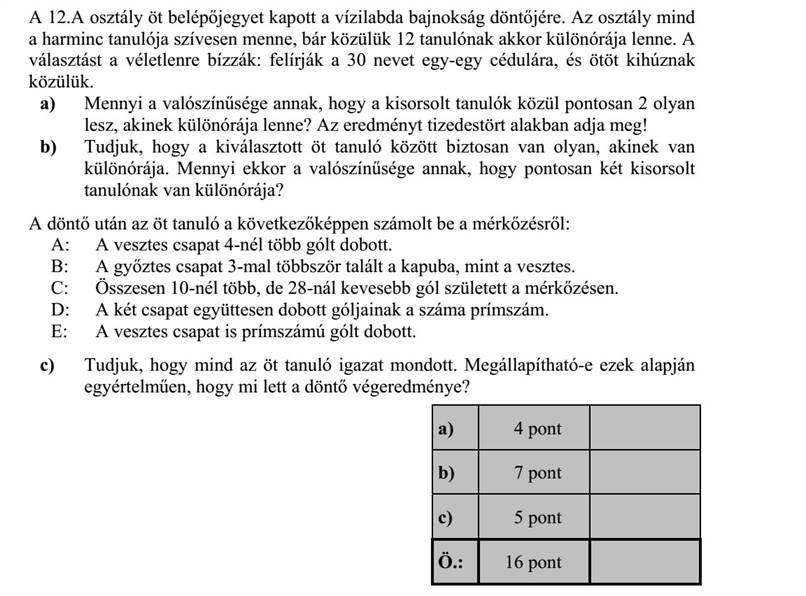 A 12.A osztály öt belépőjegyet kapott a vízilabda bajnokság döntőjére. Az osztály mind
a harminc tanulója szívesen menne, bár közülük 12 tanulónak akkor különórája lenne. A
választást a véletlenre bízzák: felírják a 30 nevet egy-egy cédulára, és ötöt kihúznak
közülük.
a) Mennyi a valószínűsége annak, hogy a kisorsolt tanulók közül pontosan 2 olyan
lesz, akinek különórája lenne? Az eredményt tizedestört alakban adja meg!
b) Tudjuk, hogy a kiválasztott öt tanuló között biztosan van olyan, akinek van
különórája. Mennyi ekkor a valószínűsége annak, hogy pontosan két kisorsolt
tanulónak van különórája?
A döntő után az öt tanuló a következőképpen számolt be a mérkőzésről:
A: A vesztes csapat 4-nél több gólt dobott.
B: A győztes csapat 3-mal többször talált a kapuba, mint a vesztes.
C: Összesen 10-nél több, de 28-nál kevesebb gól született a mérkőzésen.
D: A két csapat együttesen dobott góljainak a száma prímszám.
E: A vesztes csapat is prímszámú gólt dobott.
c) Tudjuk, hogy mind az öt tanuló igazat mondott. Megállapítható-e ezek alapján
egyértelműen, hogy mi lett a döntő végeredménye?
a) 4 pont
b) 7 pont
c) 5 pont
Ö.: 16 pont